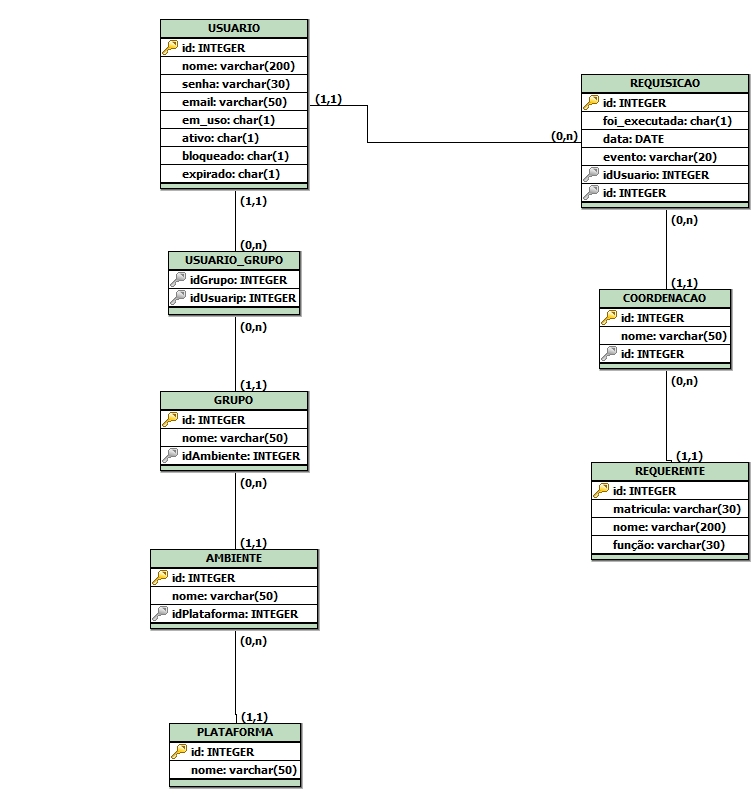 USUARIO
id: INTEGER
nome: varchar(200)
senha: varchar(30)
email: varchar(50)
em_uso: char(1)
ativo: char(1)
bloqueado: char(1)
expirado: char(1)
(1,1)
(0,n)
REQUISICAO
id: INTEGER
foi_executada: char(1)
data: DATE
evento: varchar(20)
idUsuario: INTEGER
id: INTEGER
(1,1)
(0,n)
USUARIO_GRUPO
idGrupo: INTEGER
idUsuarip: INTEGER
(0,n)
(1,1)
GRUPO
id: INTEGER
nome: varchar(50)
idAmbiente: INTEGER
(0,n)
(1,1)
AMBIENTE
id: INTEGER
nome: varchar(50)
idPlataforma: INTEGER
(0,n)
(1,1)
PLATAFORMA
id: INTEGER
nome: varchar(50)
(0,n)
(1,1)
COORDENACAO
id: INTEGER
nome: varchar(50)
id: INTEGER
(0,n)
(1,1)
REQUERENTE
id: INTEGER
matricula: varchar(30)
nome: varchar(200)
função: varchar(30)